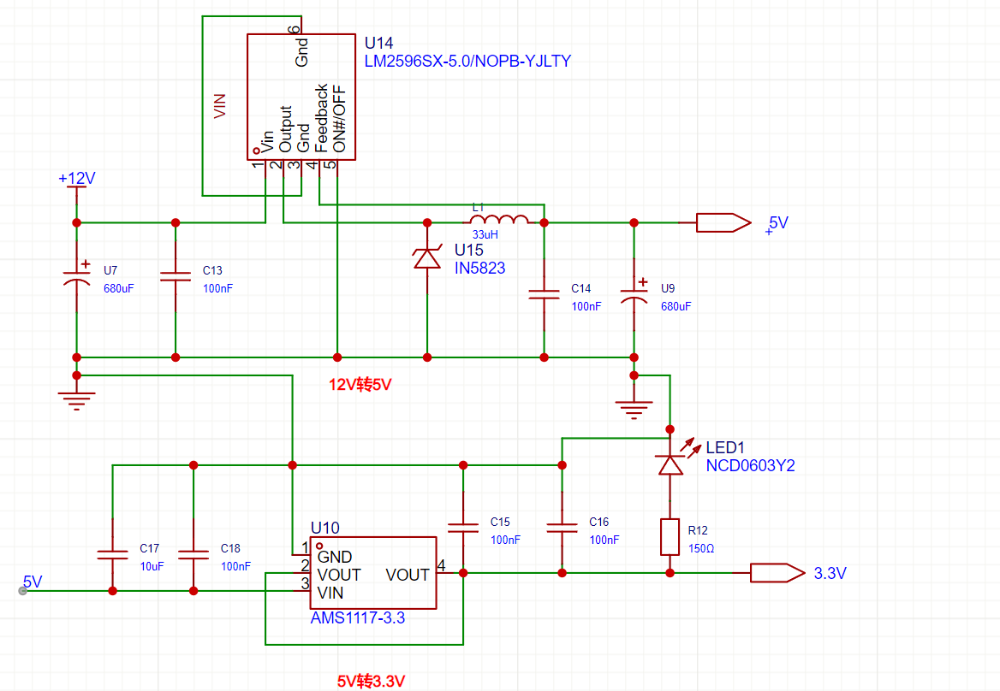 6
Gnd
U14
LM2596SX-5.0/NOPB-YJLTY
VIN
Vin
Output
Gnd
Feedback
ON#/OFF
1
2
3
4
5
+12V
L1
33uH
5V
+
U7
680uF
+
C13
100nF
U15
IN5823
C14
100nF
U9
680uF
+
12V转5V
LED1
NCD0603Y2
C17
10uF
C18
100nF
U10
C15
100nF
C16
100nF
R12
150Ω
1
GND
2
VOUT
VOUT
4
3
VIN
5V
3.3V
AMS1117-3.3
5V转3.3V